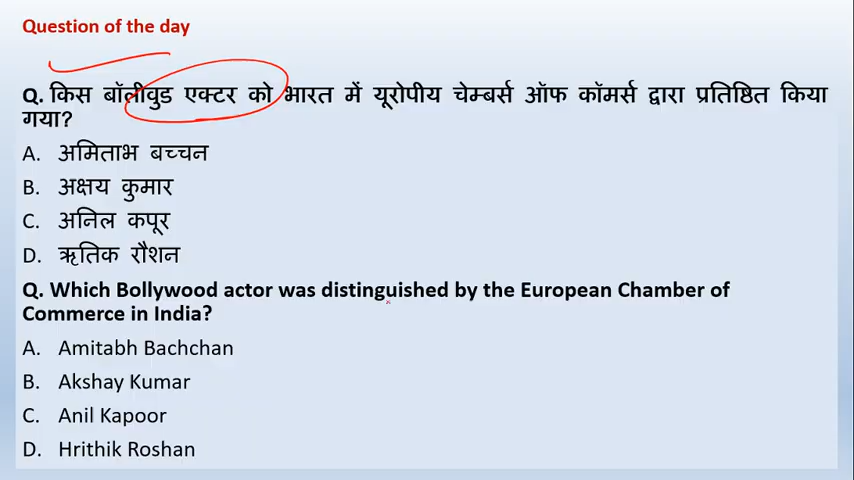 Question of the day
Q. किस बॉलीवुड एक्टर को भारत में यूरोपीय चेम्बर्स ऑफ कॉमर्स द्वारा प्रतिष्ठित किया
गया?
A. अमिताभ बच्चन
B. अक्षय कुमार
C. अनिल कपूर
D. ऋतिक रौशन
Q. Which Bollywood actor was distinguished by the European Chamber of
Commerce in India?
A. Amitabh Bachchan
B. Akshay Kumar
C. Anil Kapoor
D. Hrithik Roshan